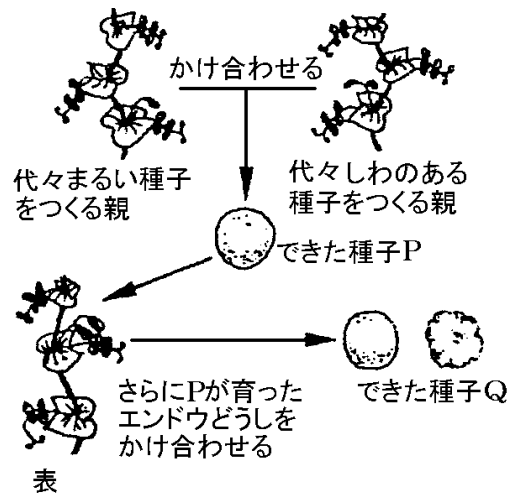 かけ合わせる
代々まるい種子
をつくる親
代々しわのある
種子をつくる親
できた種子P
さらにPが育った
エンドウどうしを
かけ合わせる
できた種子Q
表